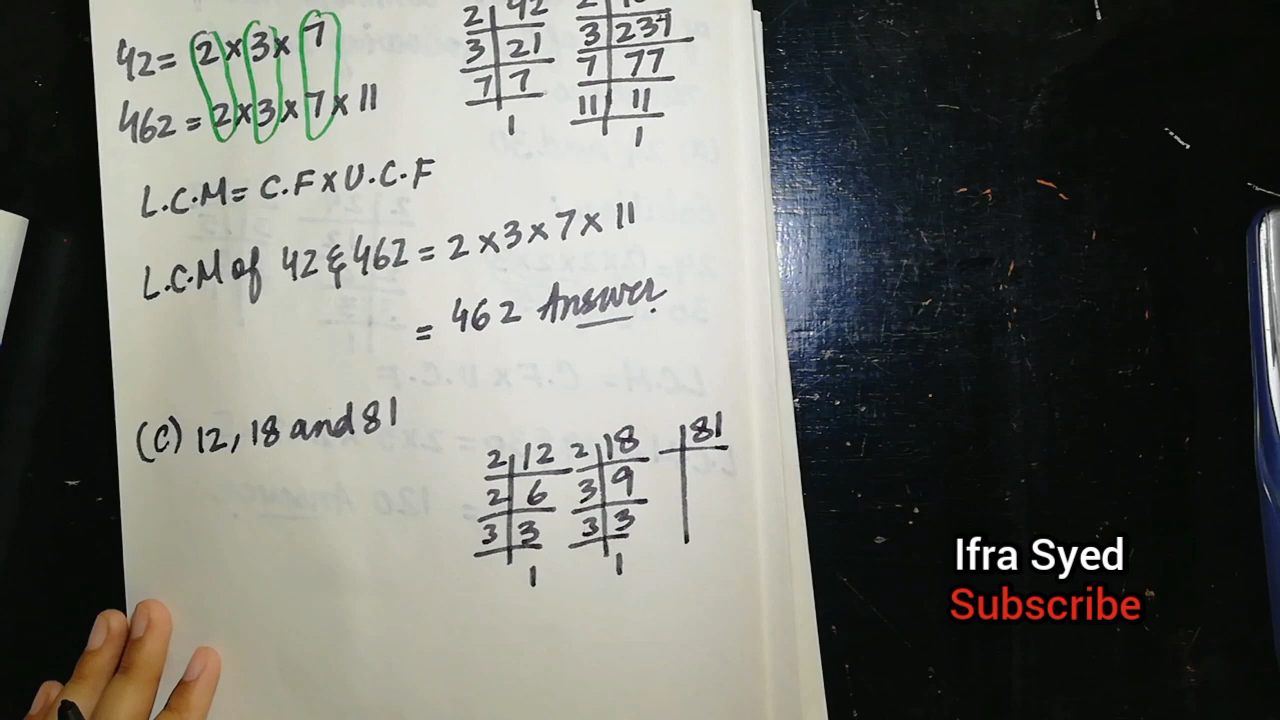 42 = 2 × 3 × 7
462 = 2 × 3 × 7 × 11
2 | 42
3 | 21
7 | 7
1
3 | 237
7 | 77
11 | 11
1
L.C.M = C.F × U.C.F
L.C.M of 42 & 462 = 2 × 3 × 7 × 11
= 462 Answer.
(C) 12, 18 and 81
2 | 12
2 | 6
3 | 3
1
2 | 18
3 | 9
3 | 3
1
81
Ifra Syed
Subscribe